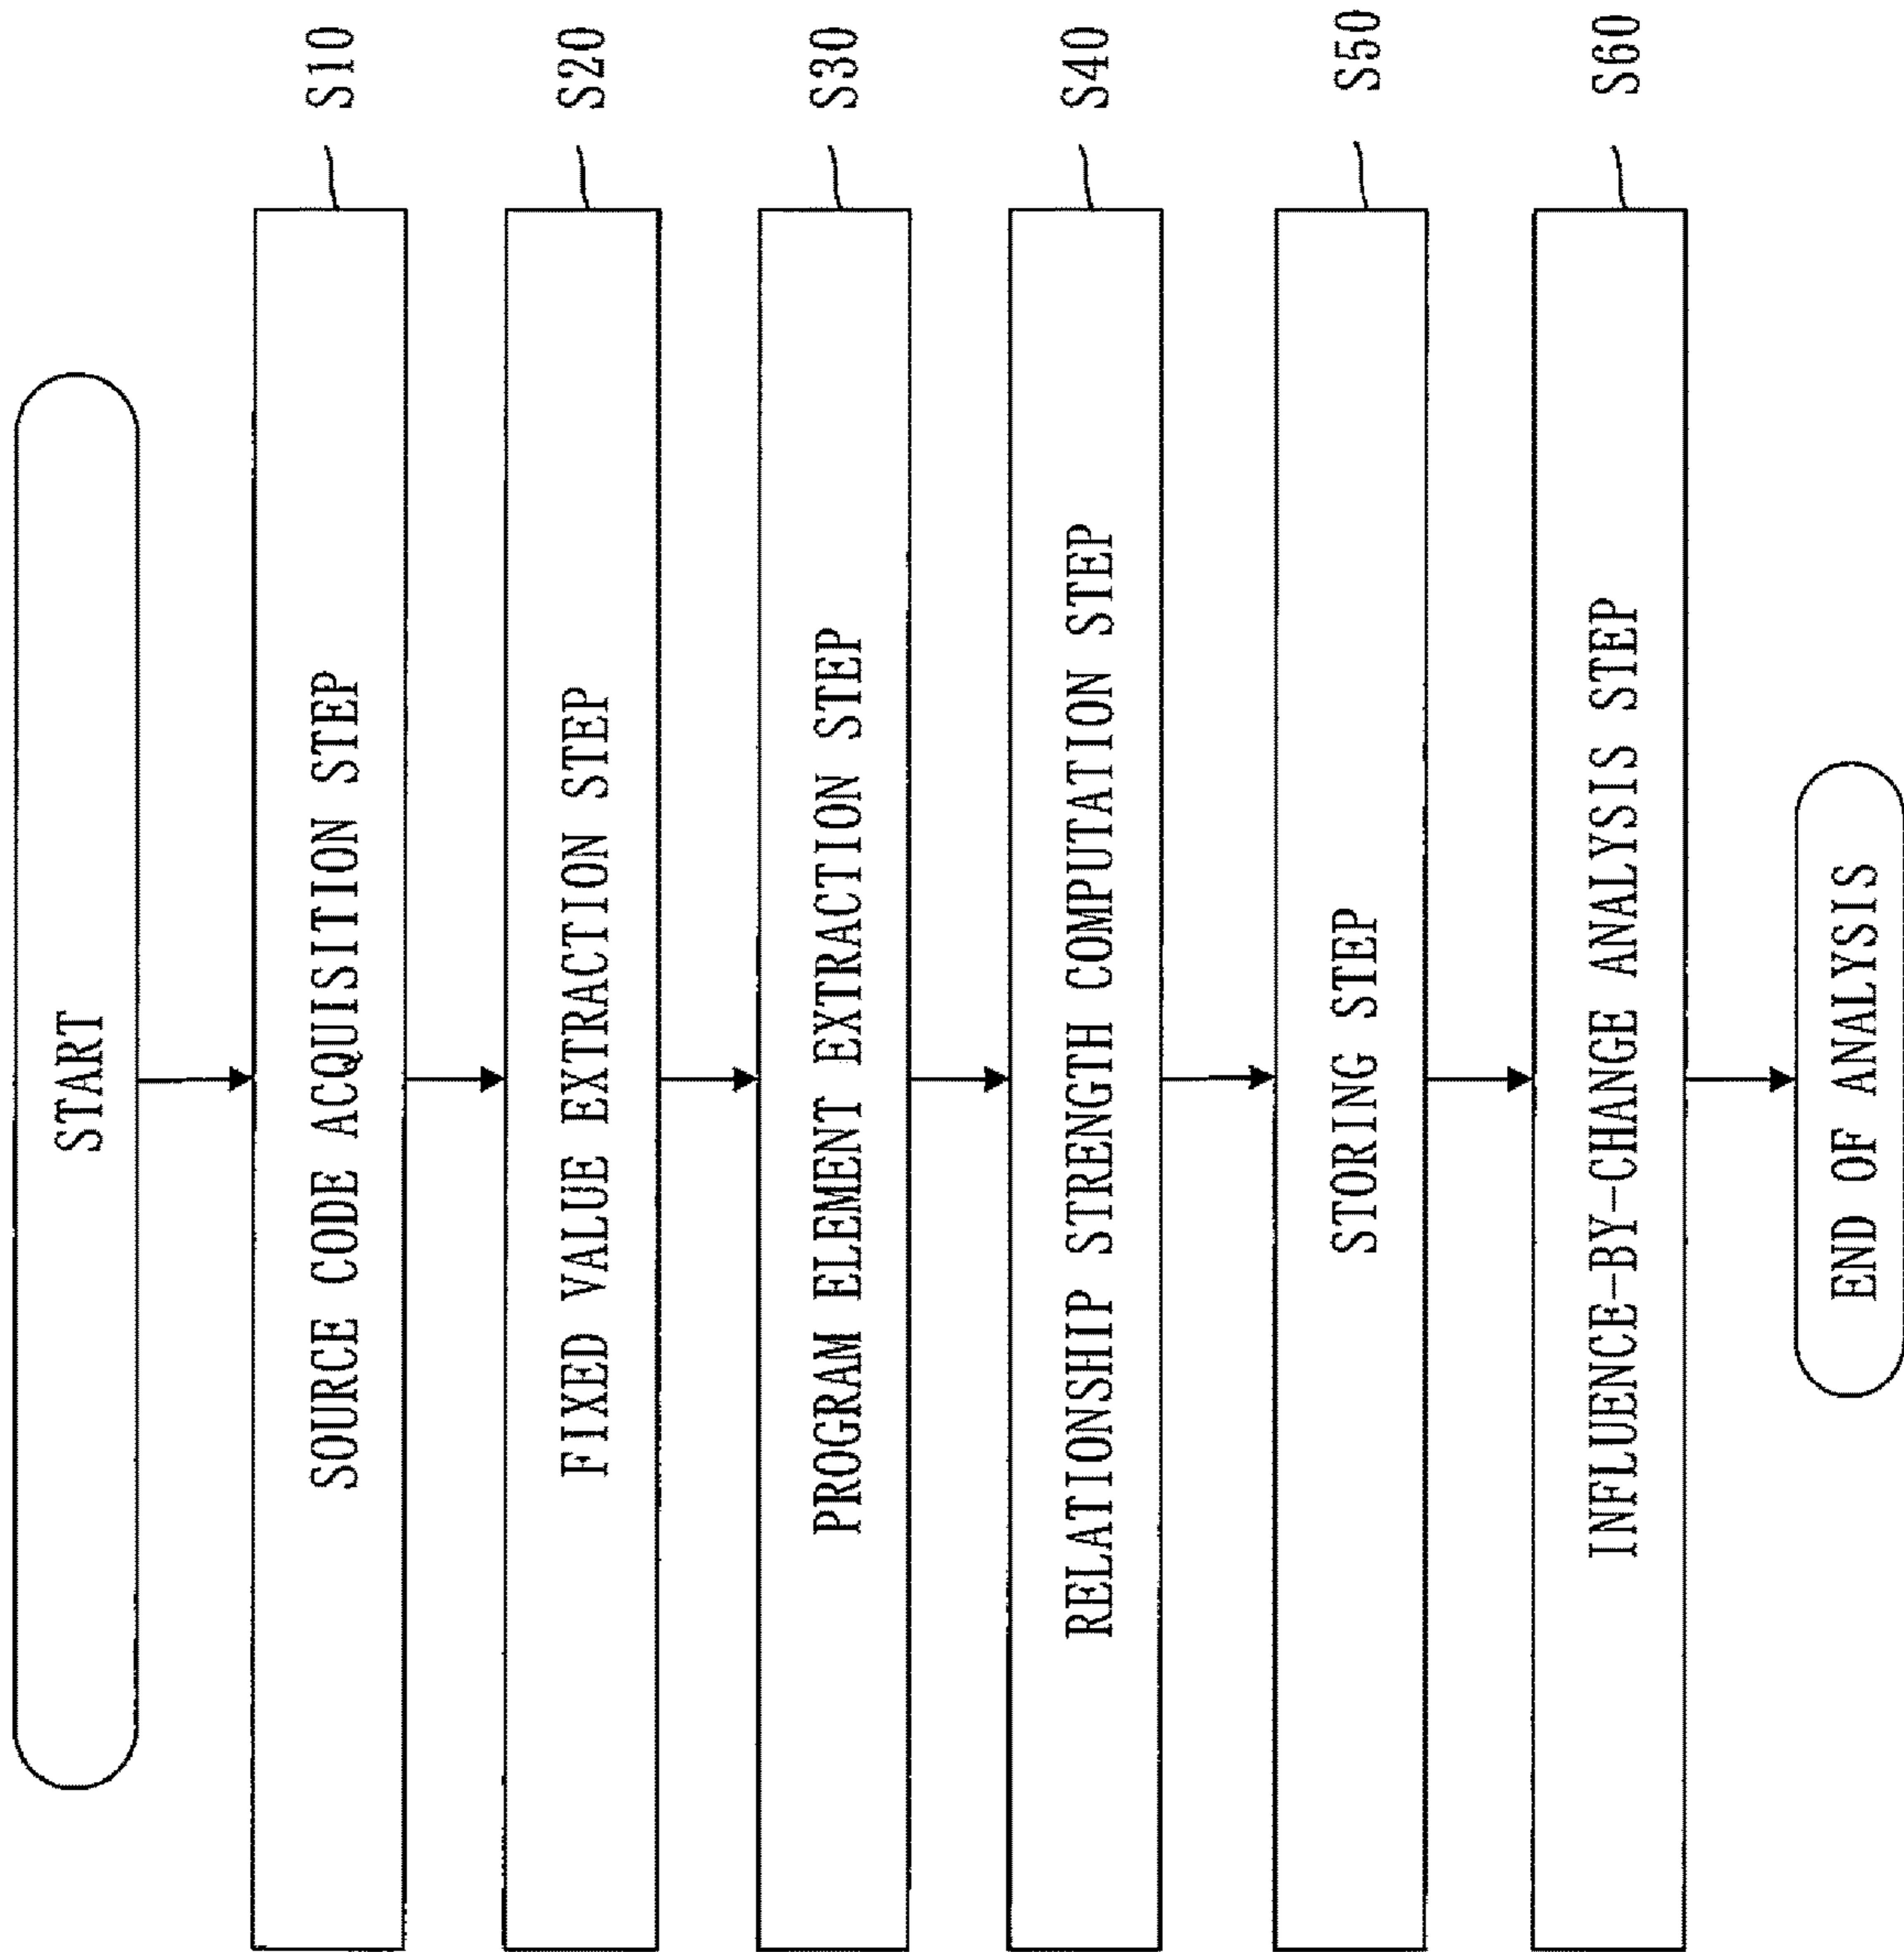 START
SOURCE CODE ACQUISITION STEP
S10
FIXED VALUE EXTRACTION STEP
S20
PROGRAM ELEMENT EXTRACTION STEP
S30
RELATIONSHIP STRENGTH COMPUTATION STEP
S40
STORING STEP
S50
INFLUENCE-BY-CHANGE ANALYSIS STEP
S60
END OF ANALYSIS